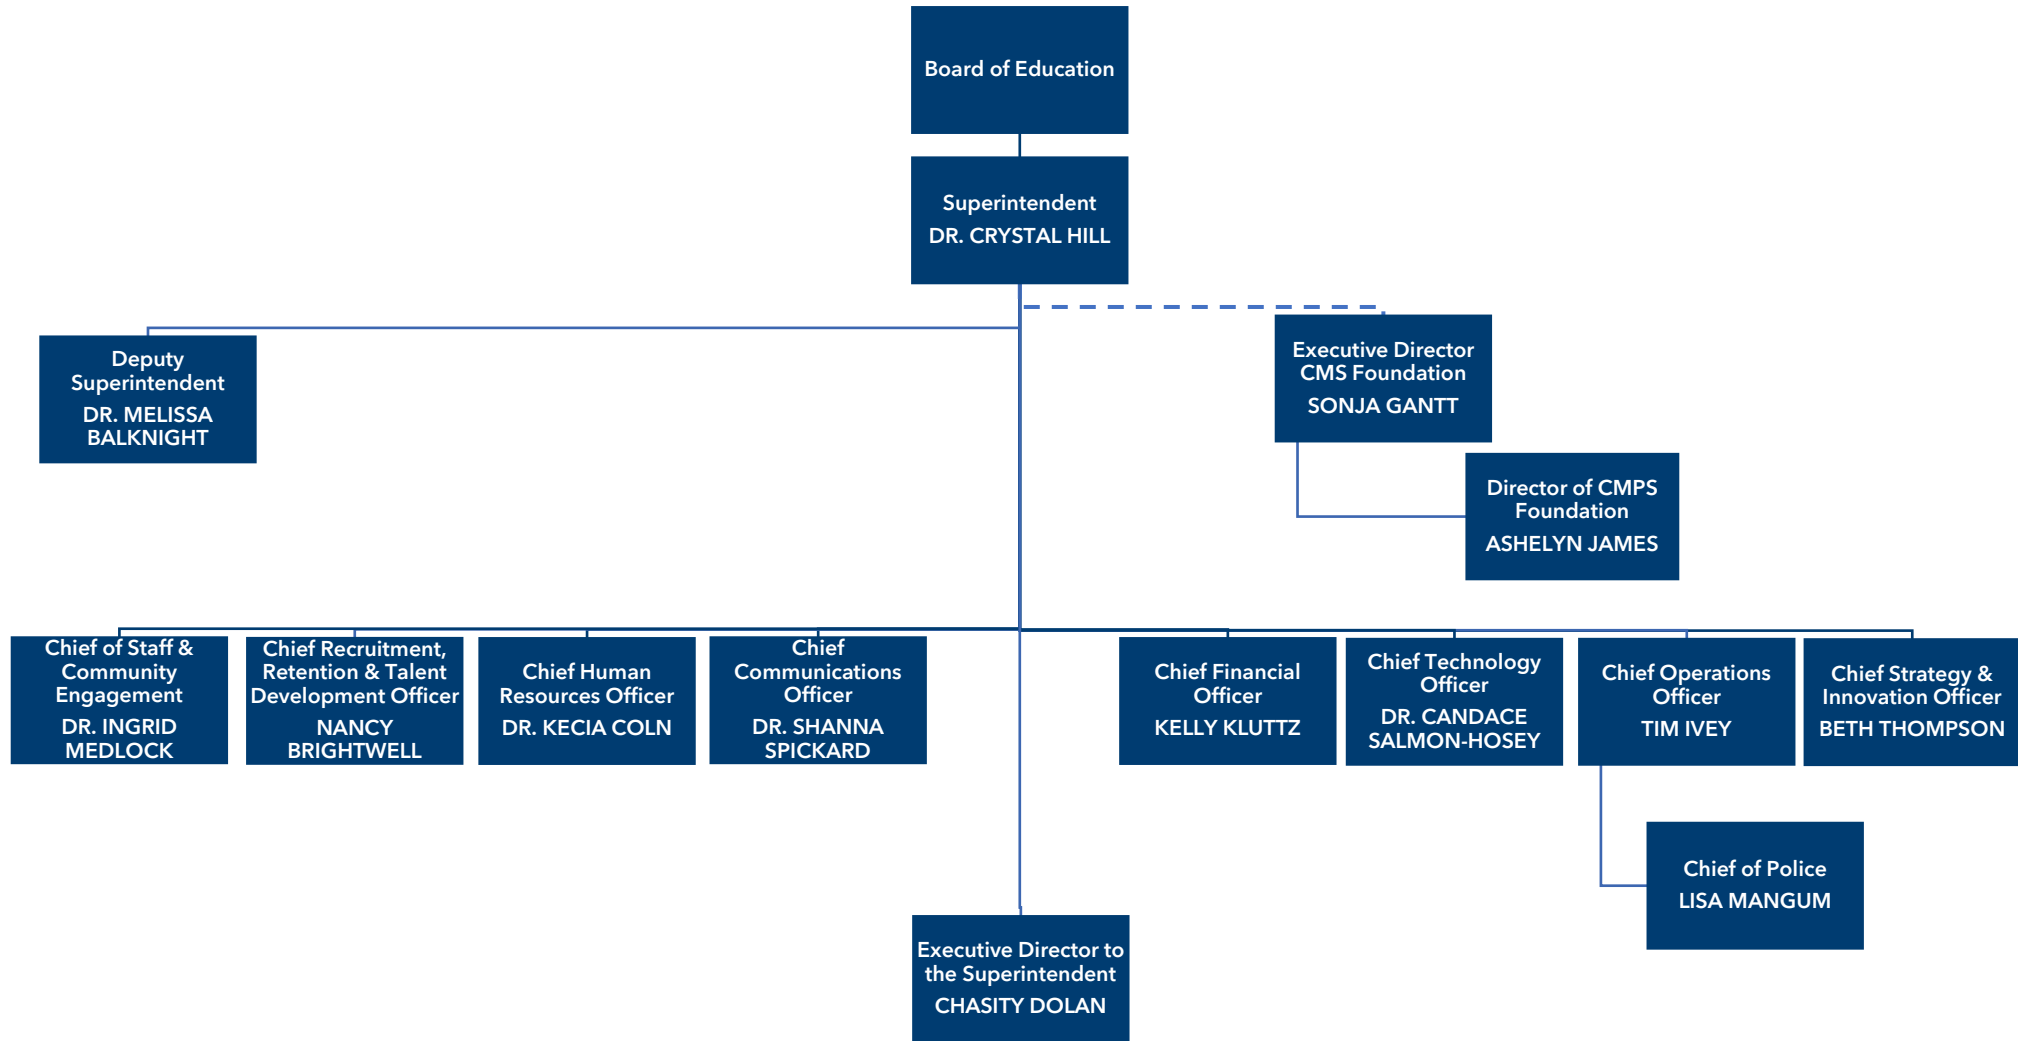 Board of Education
Superintendent
DR. CRYSTAL HILL
Deputy
Superintendent
DR. MELISSA
BALKNIGHT
Executive Director
CMS Foundation
SONJA GANTT
Director of CMPS
Foundation
ASHELYN JAMES
Chief of Staff &
Community
Engagement
DR. INGRID
MEDLOCK
Chief Recruitment,
Retention & Talent
Development Officer
NANCY
BRIGHTWELL
Chief Human
Resources Officer
DR. KECIA COLN
Chief
Communications
Officer
DR. SHANNA
SPICKARD
Chief Financial
Officer
KELLY KLUTTZ
Chief Technology
Officer
DR. CANDACE
SALMON-HOSEY
Chief Operations
Officer
TIM IVEY
Chief Strategy &
Innovation Officer
BETH THOMPSON
Chief of Police
LISA MANGUM
Executive Director to
the Superintendent
CHASITY DOLAN